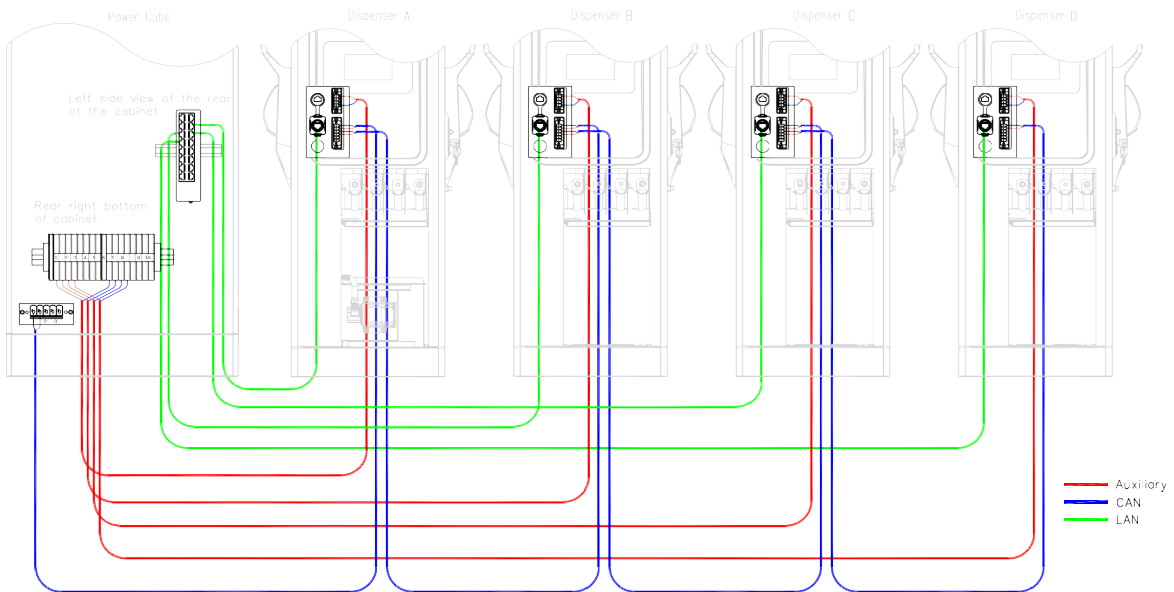 Power Cube
Dispenser A
Dispenser B
Dispenser C
Dispenser D
Left side view of the rear
of the cabinet
Rear right bottom
of cabinet
Auxiliary
CAN
LAN